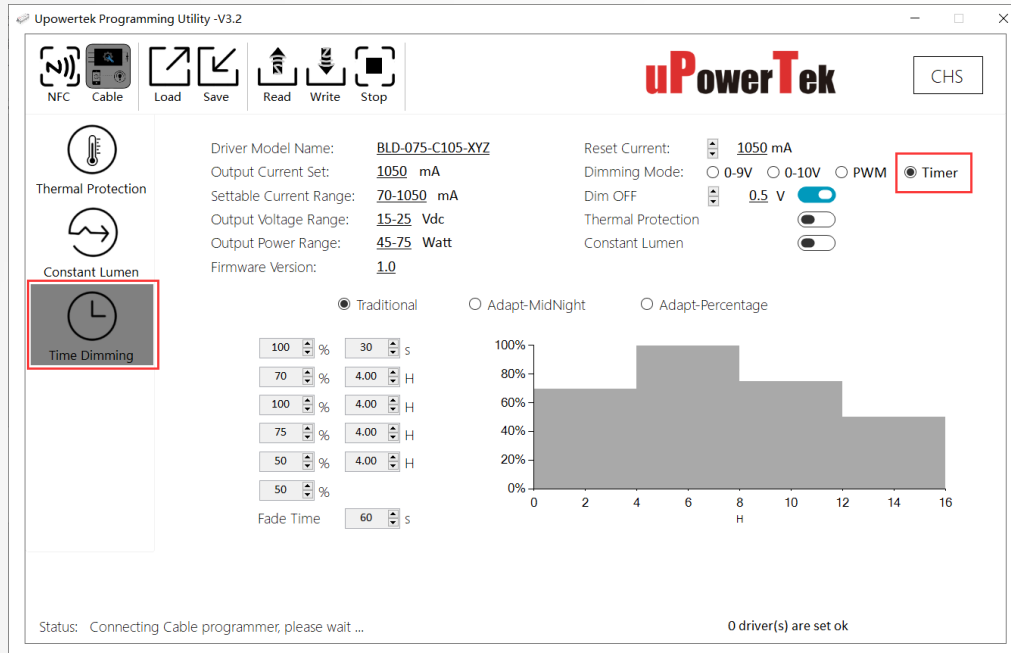 Upowertek Programming Utility -V3.2
NFC Cable Load Save Read Write Stop
uPowerTek
CHS
Thermal Protection
Constant Lumen
Time Dimming
Driver Model Name: BLD-075-C105-XYZ
Output Current Set: 1050 mA
Settable Current Range: 70-1050 mA
Output Voltage Range: 15-25 Vdc
Output Power Range: 45-75 Watt
Firmware Version: 1.0
Reset Current: 1050 mA
Dimming Mode: 0-9V 0-10V PWM Timer
Dim OFF 0.5 V
Thermal Protection
Constant Lumen
Traditional Adapt-MidNight Adapt-Percentage
100 % 30 s
70 % 4.00 H
100 % 4.00 H
75 % 4.00 H
50 % 4.00 H
50 %
Fade Time 60 s
100%
80%
60%
40%
20%
0%
0 2 4 6 8 10 12 14 16
H
Status: Connecting Cable programmer, please wait ...
0 driver(s) are set ok